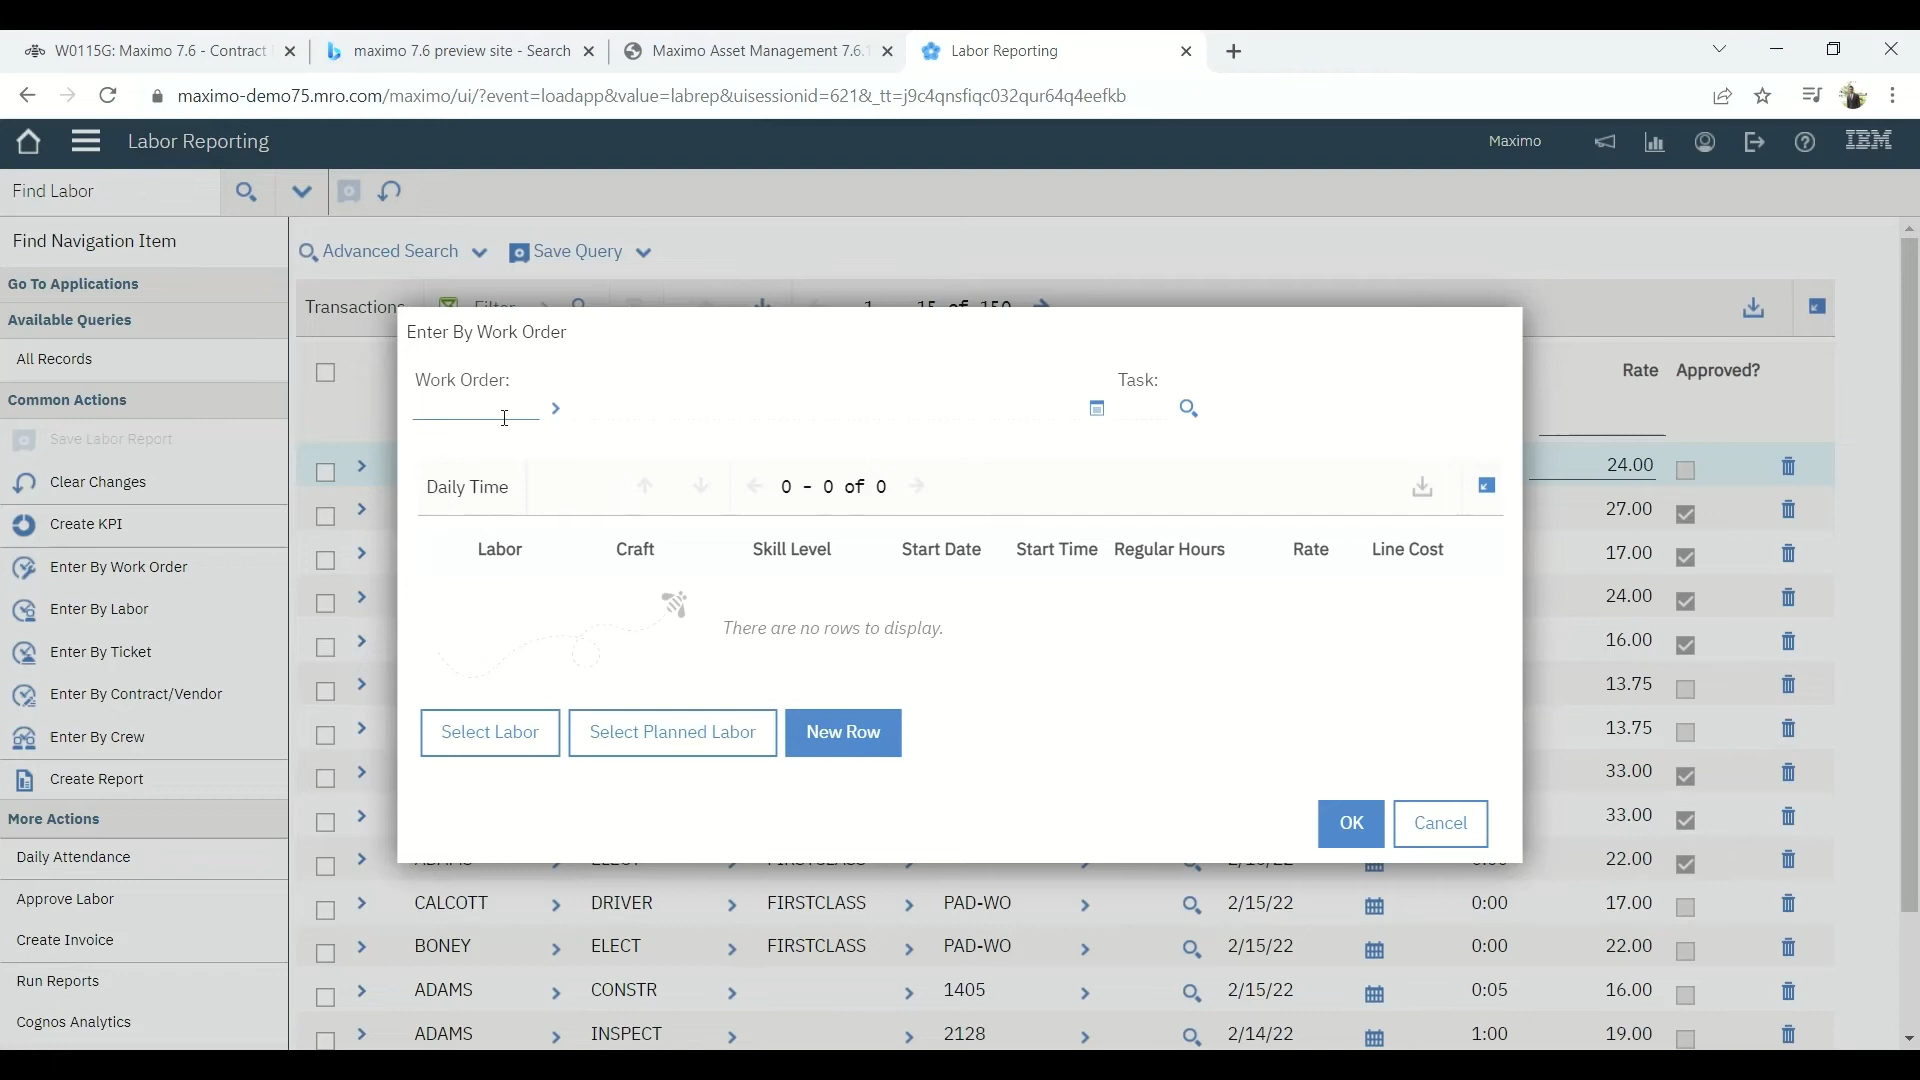 W0115G: Maximo 7.6 - Contract
maximo 7.6 preview site - Search
Maximo Asset Management 7.6.1
Labor Reporting
maximo-demo75.mro.com/maximo/ui/?event=loadapp&value=labrep&uisessionid=621&_tt=j9c4qnsfiqc032qur64q4eefkb
Labor Reporting
Maximo
IBM
Find Labor
Find Navigation Item
Go To Applications
Available Queries
All Records
Common Actions
Save Labor Report
Clear Changes
Create KPI
Enter By Work Order
Enter By Labor
Enter By Ticket
Enter By Contract/Vendor
Enter By Crew
Create Report
More Actions
Daily Attendance
Approve Labor
Create Invoice
Run Reports
Cognos Analytics
Advanced Search Save Query
Transactions Filter 1 - 15 of 150
Rate Approved?
Enter By Work Order
Work Order: Task:
Daily Time 0 - 0 of 0
Labor Craft Skill Level Start Date Start Time Regular Hours Rate Line Cost
There are no rows to display.
Select Labor Select Planned Labor New Row
OK Cancel
24.00
27.00
17.00
24.00
16.00
13.75
13.75
33.00
33.00
22.00
CALCOTT DRIVER FIRSTCLASS PAD-WO 2/15/22 0:00 17.00
BONEY ELECT FIRSTCLASS PAD-WO 2/15/22 0:00 22.00
ADAMS CONSTR 1405 2/15/22 0:05 16.00
ADAMS INSPECT 2128 2/14/22 1:00 19.00